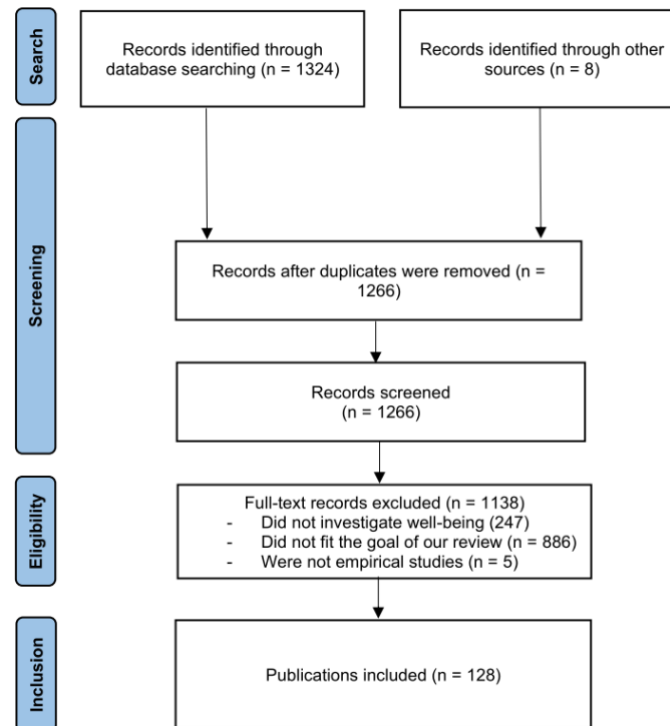 Search
Records identified through
database searching (n = 1324)
Records identified through other
sources (n = 8)
Screening
Records after duplicates were removed (n =
1266)
Records screened
(n = 1266)
Eligibility
Full-text records excluded (n = 1138)
- Did not investigate well-being (247)
- Did not fit the goal of our review (n = 886)
- Were not empirical studies (n = 5)
Inclusion
Publications included (n = 128)